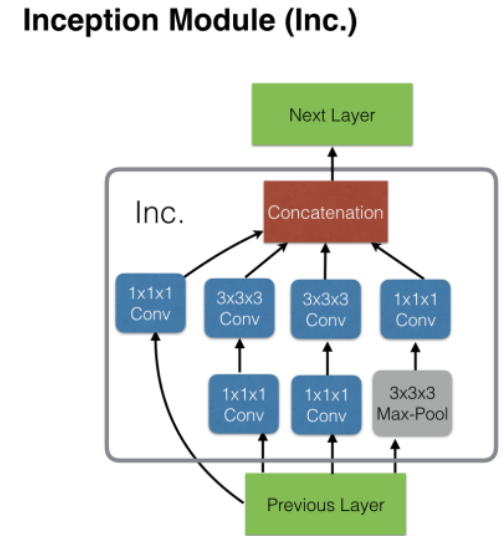 Inception Module (Inc.)
Next Layer
Inc.
Concatenation
1x1x1
Conv
3x3x3
Conv
3x3x3
Conv
1x1x1
Conv
1x1x1
Conv
1x1x1
Conv
3x3x3
Max-Pool
Previous Layer